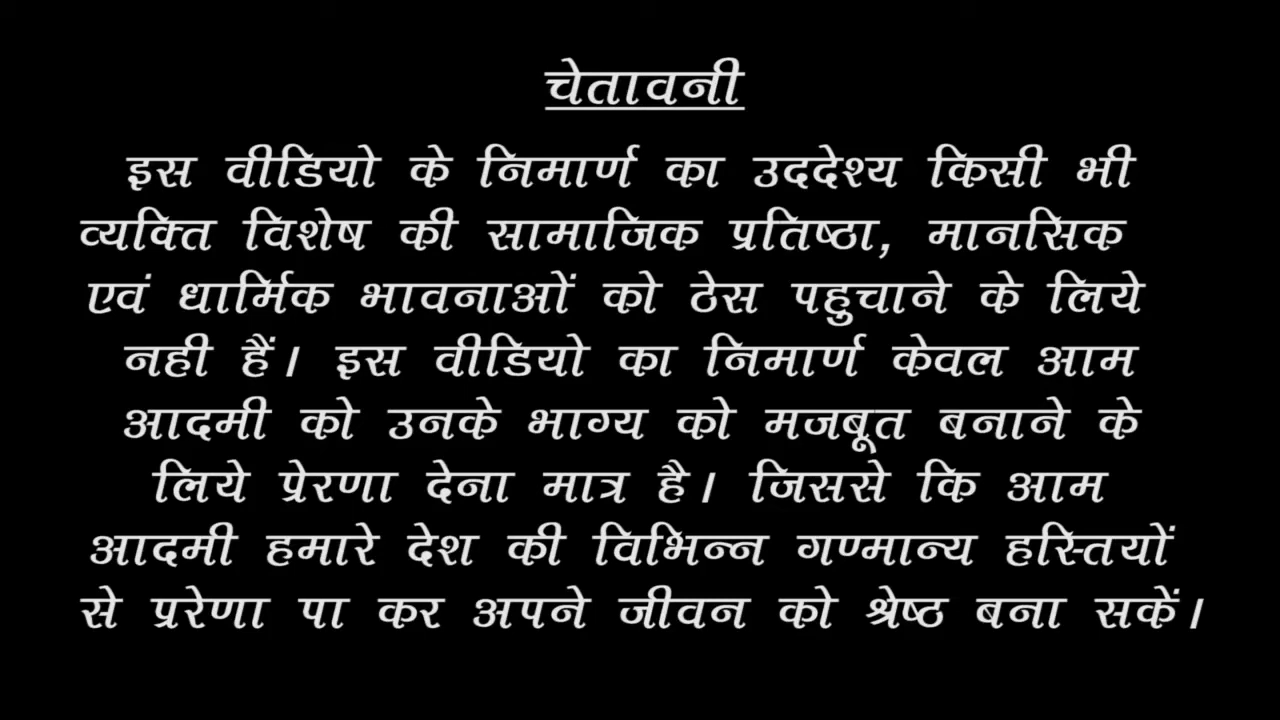 चेतावनी
इस वीडियो के निमार्ण का उददेश्य किसी भी
व्यक्ति विशेष की सामाजिक प्रतिष्ठा, मानसिक
एवं धार्मिक भावनाओं को ठेस पहुचाने के लिये
नही हैं। इस वीडियो का निमार्ण केवल आम
आदमी को उनके भाग्य को मजबूत बनाने के
लिये प्रेरणा देना मात्र है। जिससे कि आम
आदमी हमारे देश की विभिन्न गण्मान्य हस्तियों
से प्ररेणा पा कर अपने जीवन को श्रेष्ठ बना सकें।